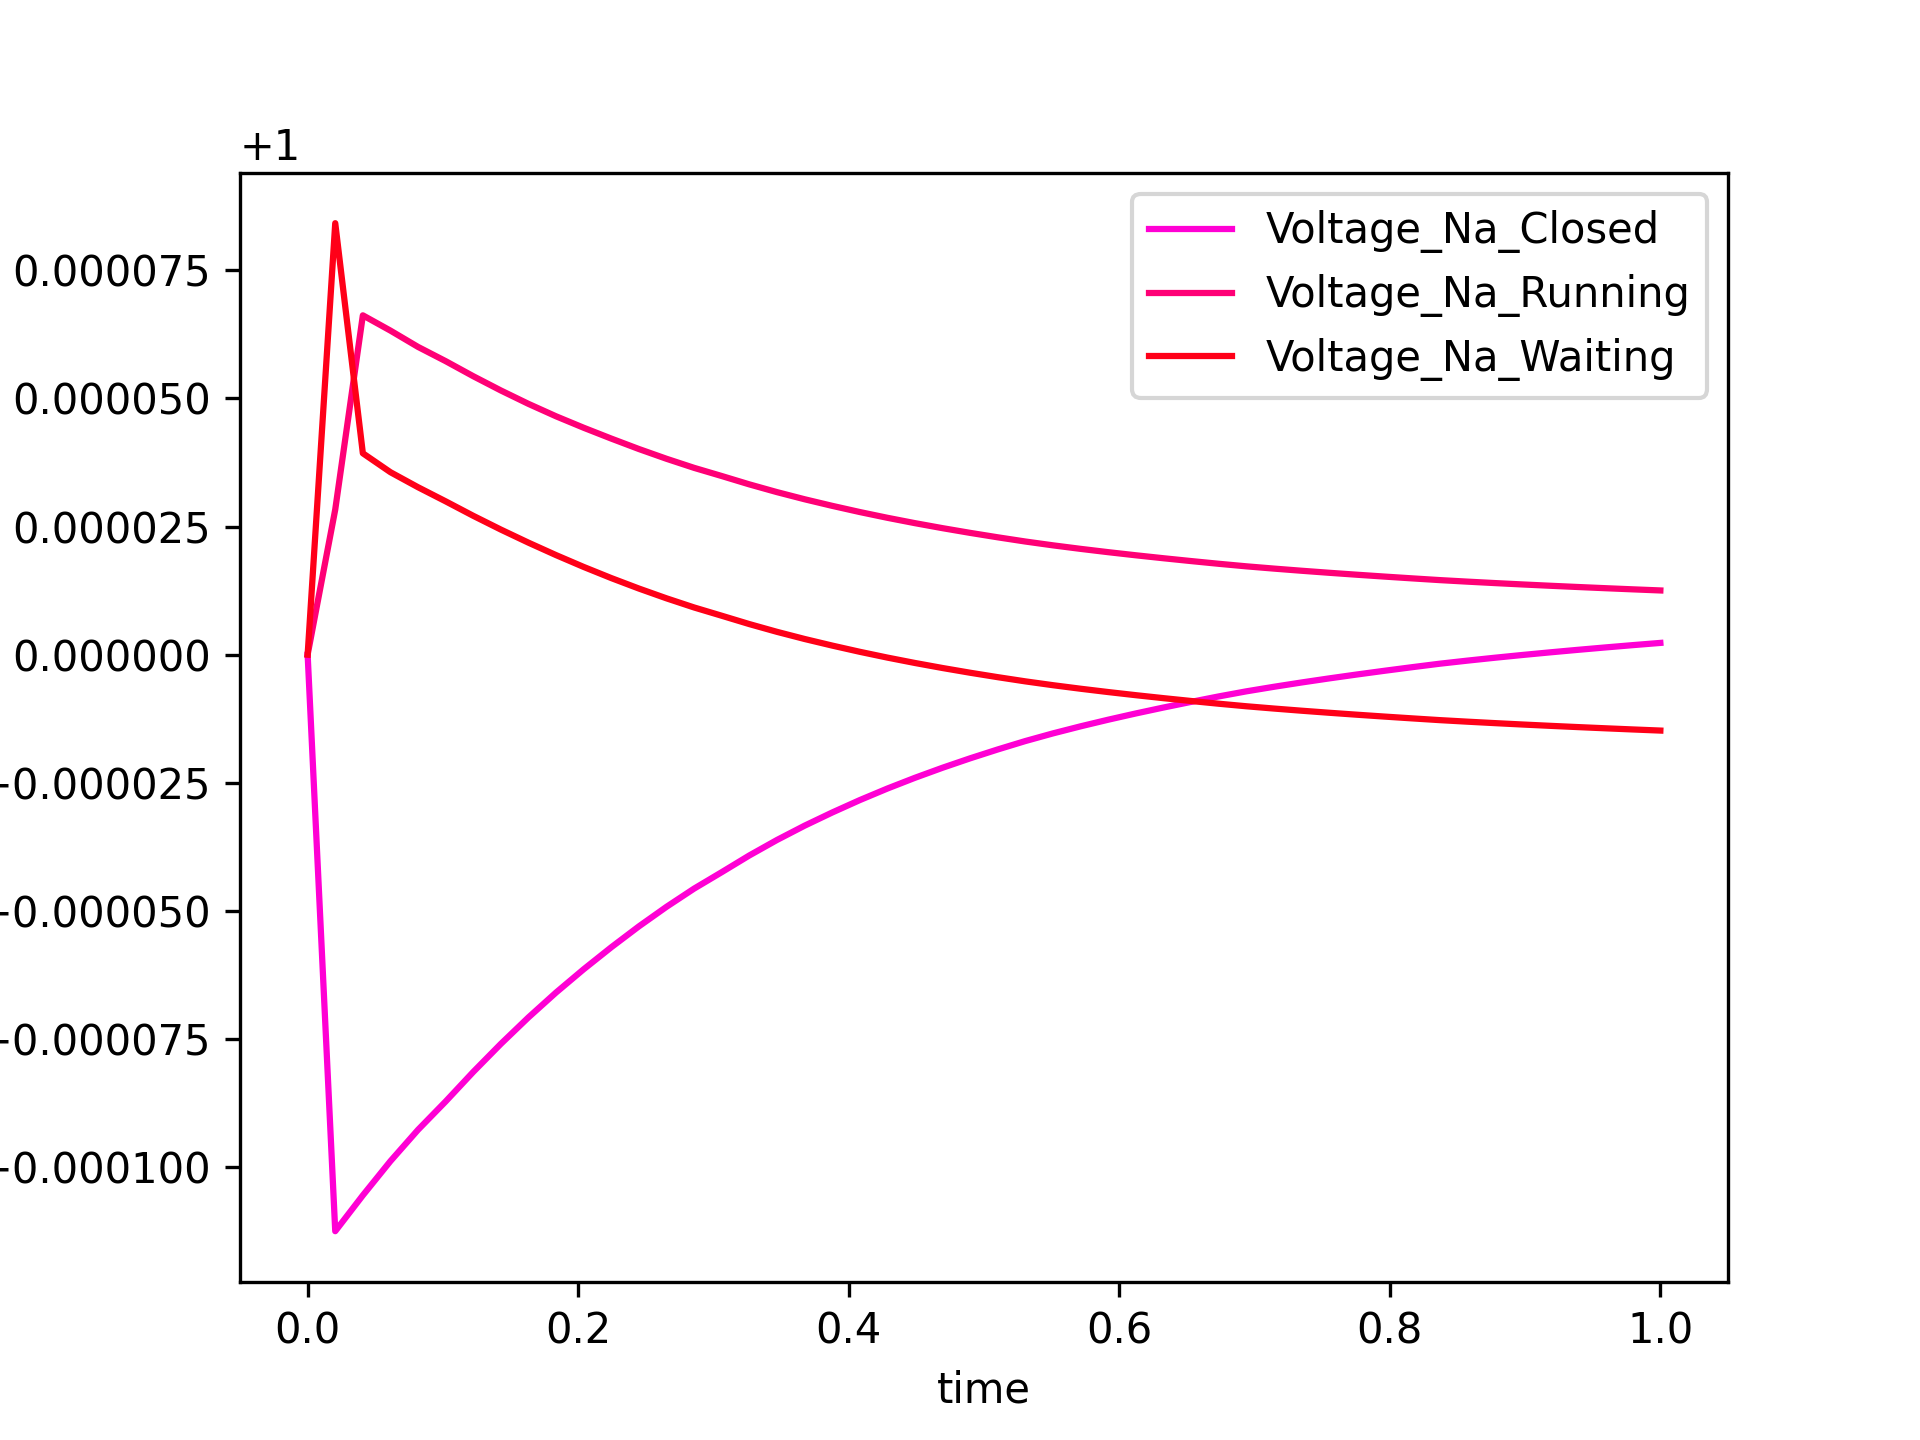 +1
Voltage_Na_Closed
Voltage_Na_Running
Voltage_Na_Waiting
0.000075
0.000050
0.000025
0.000000
-0.000025
-0.000050
-0.000075
-0.000100
0.0 0.2 0.4 0.6 0.8 1.0
time